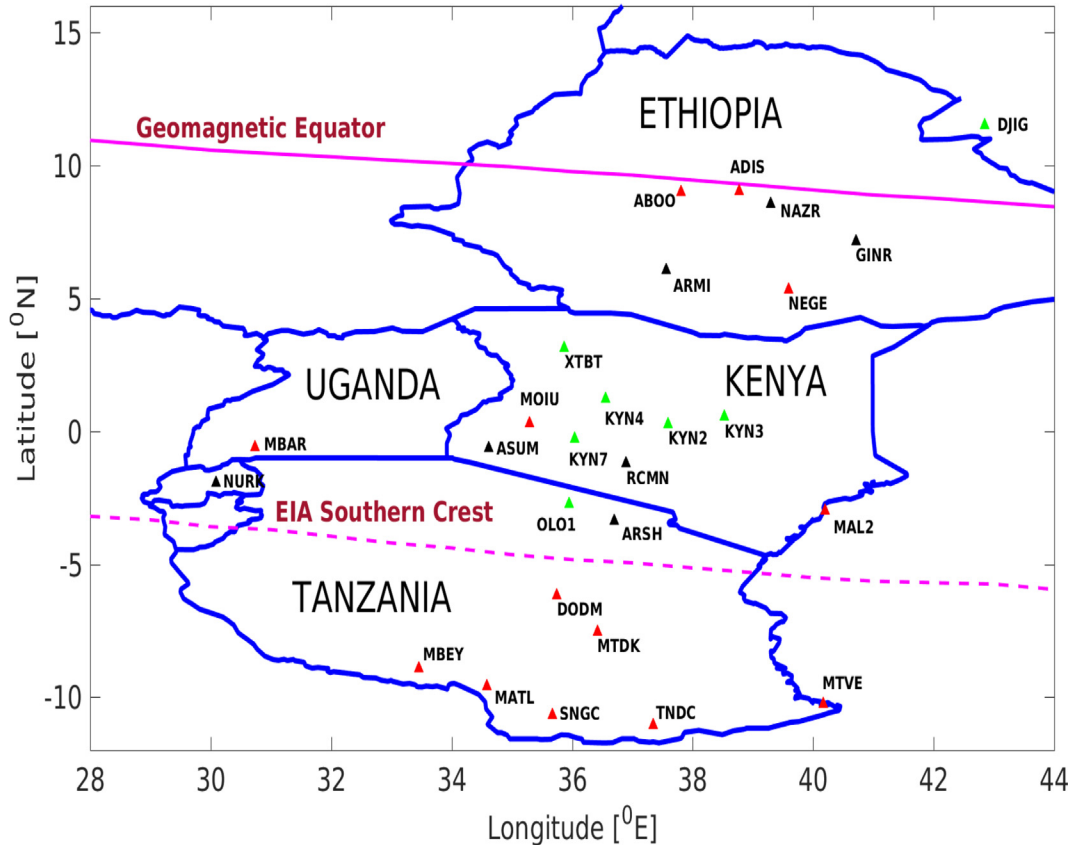 15
ETHIOPIA
Geomagnetic Equator
DJIG
10
ADIS
ABOO
NAZR
GINR
ARMI
5
NEGE
XTBT
UGANDA
KENYA
MOIU
KYN4
KYN2
KYN3
0
MBAR
ASUM
KYN7
RCMN
NURK
EIA Southern Crest
OLO1
ARSH
MAL2
-5
TANZANIA
DODM
MTDK
MBEY
MATL
MTVE
-10
SNGC
TNDC
28 30 32 34 36 38 40 42 44
Longitude [⁰E]
Latitude [⁰N]